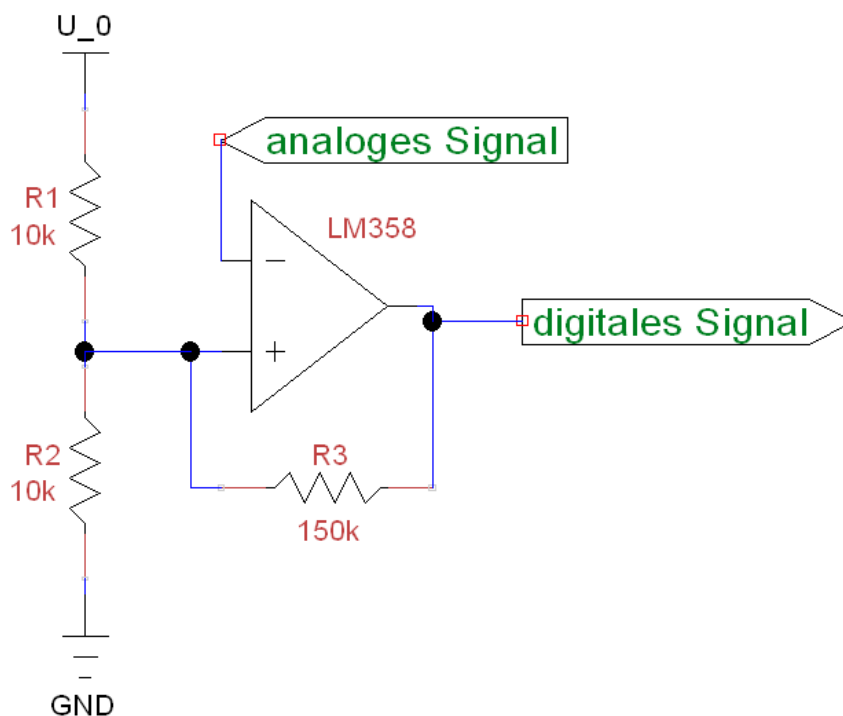 U_0
analoges Signal
R1
10k
LM358
digitales Signal
R2
10k
R3
150k
GND